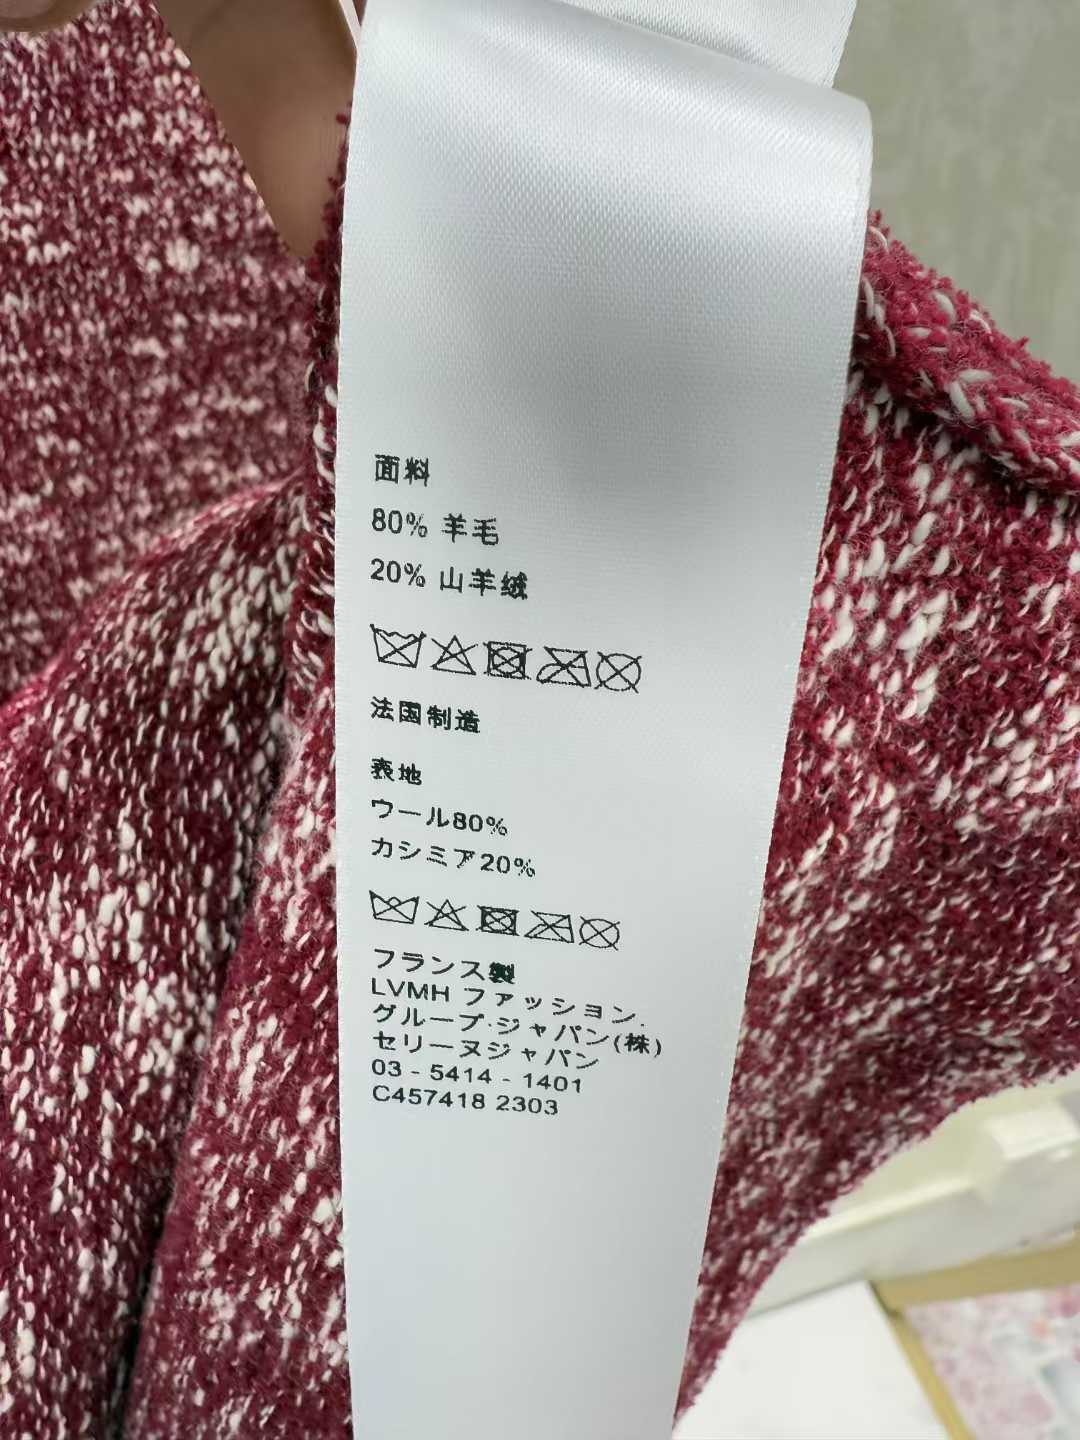 面料
80% 羊毛
20% 山羊绒
法国制造
表地
ウール80%
カシミア20%
フランス製
LVMH ファッション.
グループ·ジャパン(株)
セリーヌジャパン
03 - 5414 - 1401
C457418 2303